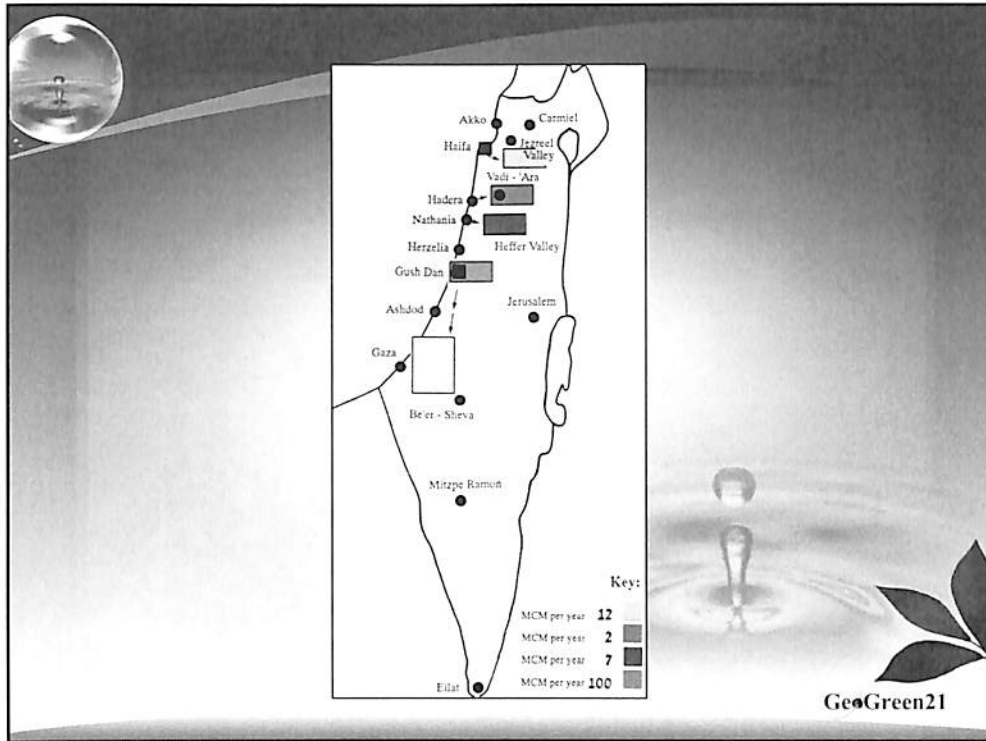 Akko
Carmiel
Haifa
Jezreel
Valley
Vadi - 'Ara
Hadera
Nathania
Herzelia
Heffer Valley
Gush Dan
Ashdod
Jerusalem
Gaza
Be'er - Sheva
Mitzpe Ramon
Key:
MCM per year 12
MCM per year 2
MCM per year 7
MCM per year 100
Eilat
GeoGreen21